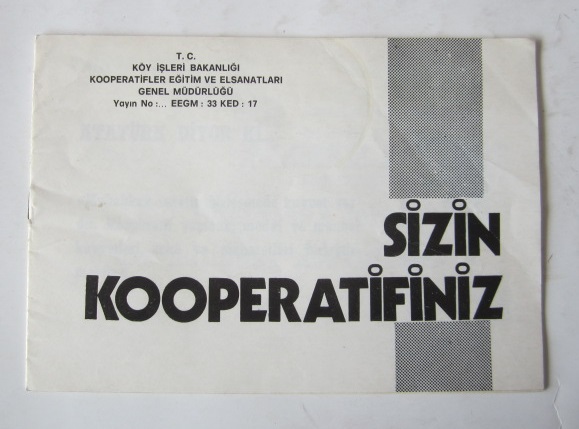 T. C.
KÖY İŞLERİ BAKANLIĞI
KOOPERATİFLER EĞİTİM VE ELSANATLARI
GENEL MÜDÜRLÜĞÜ
Yayın No :... EEGM : 33 KED : 17
SİZİN
KOOPERATİFİNİZ